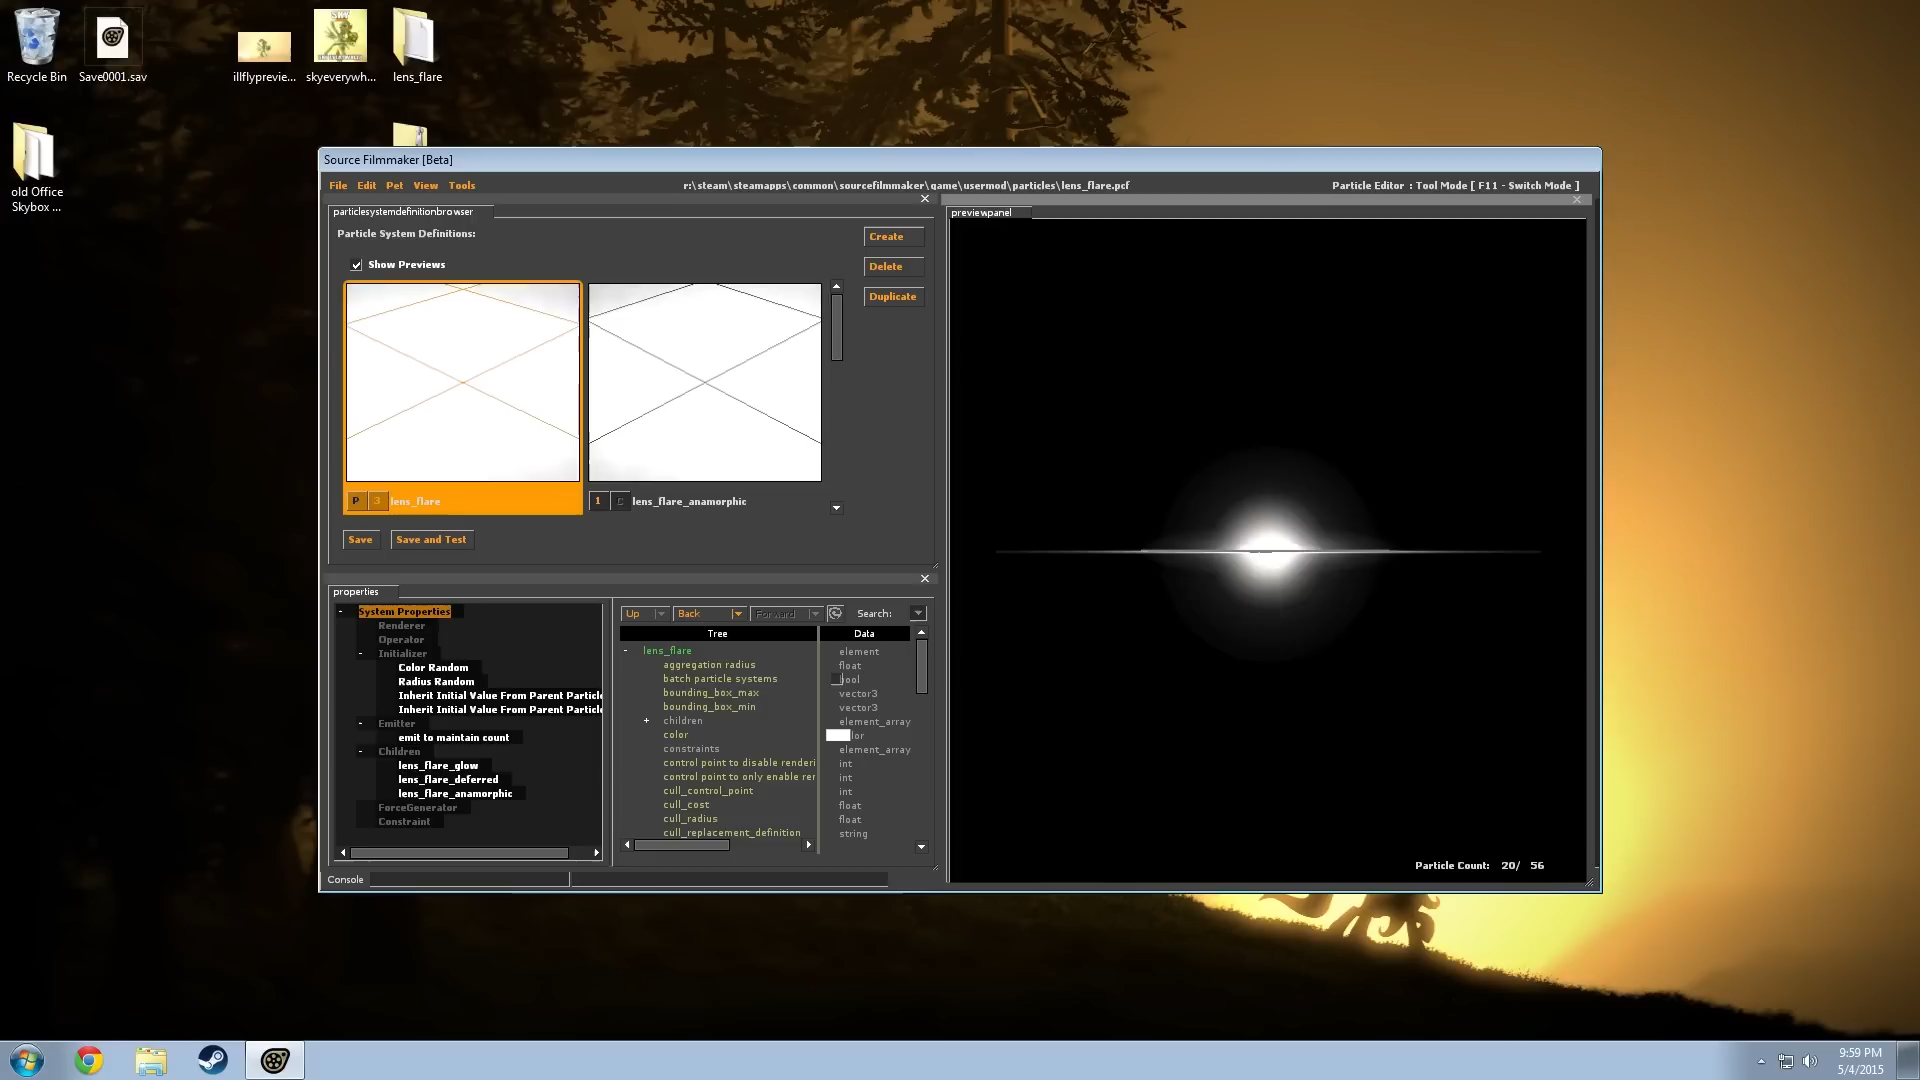 Recycle Bin
Save0001.sav
illflyprevie...
skyeverywh...
lens_flare
old Office
Skybox ...
Source Filmmaker [Beta]
File Edit Pet View Tools
r:\steam\steamapps\common\sourcefilmmaker\game\usermod\particles\lens_flare.pcf
Particle Editor : Tool Mode [ F11 - Switch Mode ]
particlesystemdefinitionbrowser
Particle System Definitions:
Show Previews
Create
Delete
Duplicate
P 3 lens_flare
1 C lens_flare_anamorphic
Save
Save and Test
previewpanel
Particle Count: 20/ 56
properties
- System Properties
Renderer
Operator
- Initializer
Color Random
Radius Random
Inherit Initial Value From Parent Particle
Inherit Initial Value From Parent Particle
- Emitter
emit to maintain count
- Children
lens_flare_glow
lens_flare_deferred
lens_flare_anamorphic
ForceGenerator
Constraint
Up Back Forward Search:
Tree Data
- lens_flare element
aggregation radius float
batch particle systems bool
bounding_box_max vector3
bounding_box_min vector3
+ children element_array
color lor
constraints element_array
control point to disable renderi int
control point to only enable rer int
cull_control_point int
cull_cost float
cull_radius float
cull_replacement_definition string
Console
9:59 PM
5/4/2015